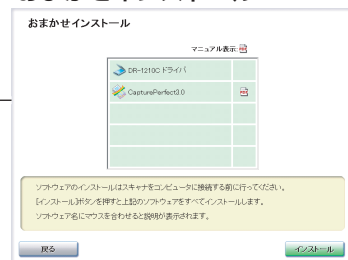 おまかせインストール
マニュアル表示:
DR-1210C ドライバ
CapturePerfect3.0
ソフトウェアのインストールはスキャナをコンピュータに接続する前に行ってください。
[インストール]ボタンを押すと上記のソフトウェアをすべてインストールします。
ソフトウェア名にマウスを合わせると説明が表示されます。
戻る
インストール